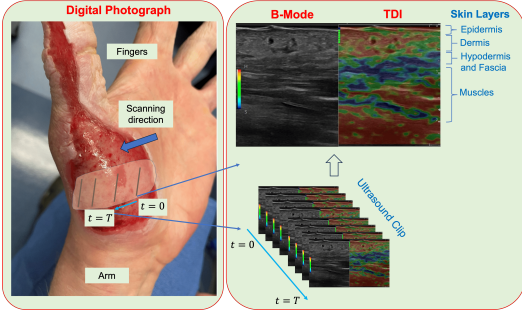 Digital Photograph
Fingers
Scanning
direction
t = T
t = 0
Arm
B-Mode
TDI
Skin Layers
Epidermis
Dermis
Hypodermis
and Fascia
Muscles
Ultrasound Clip
t = 0
t = T